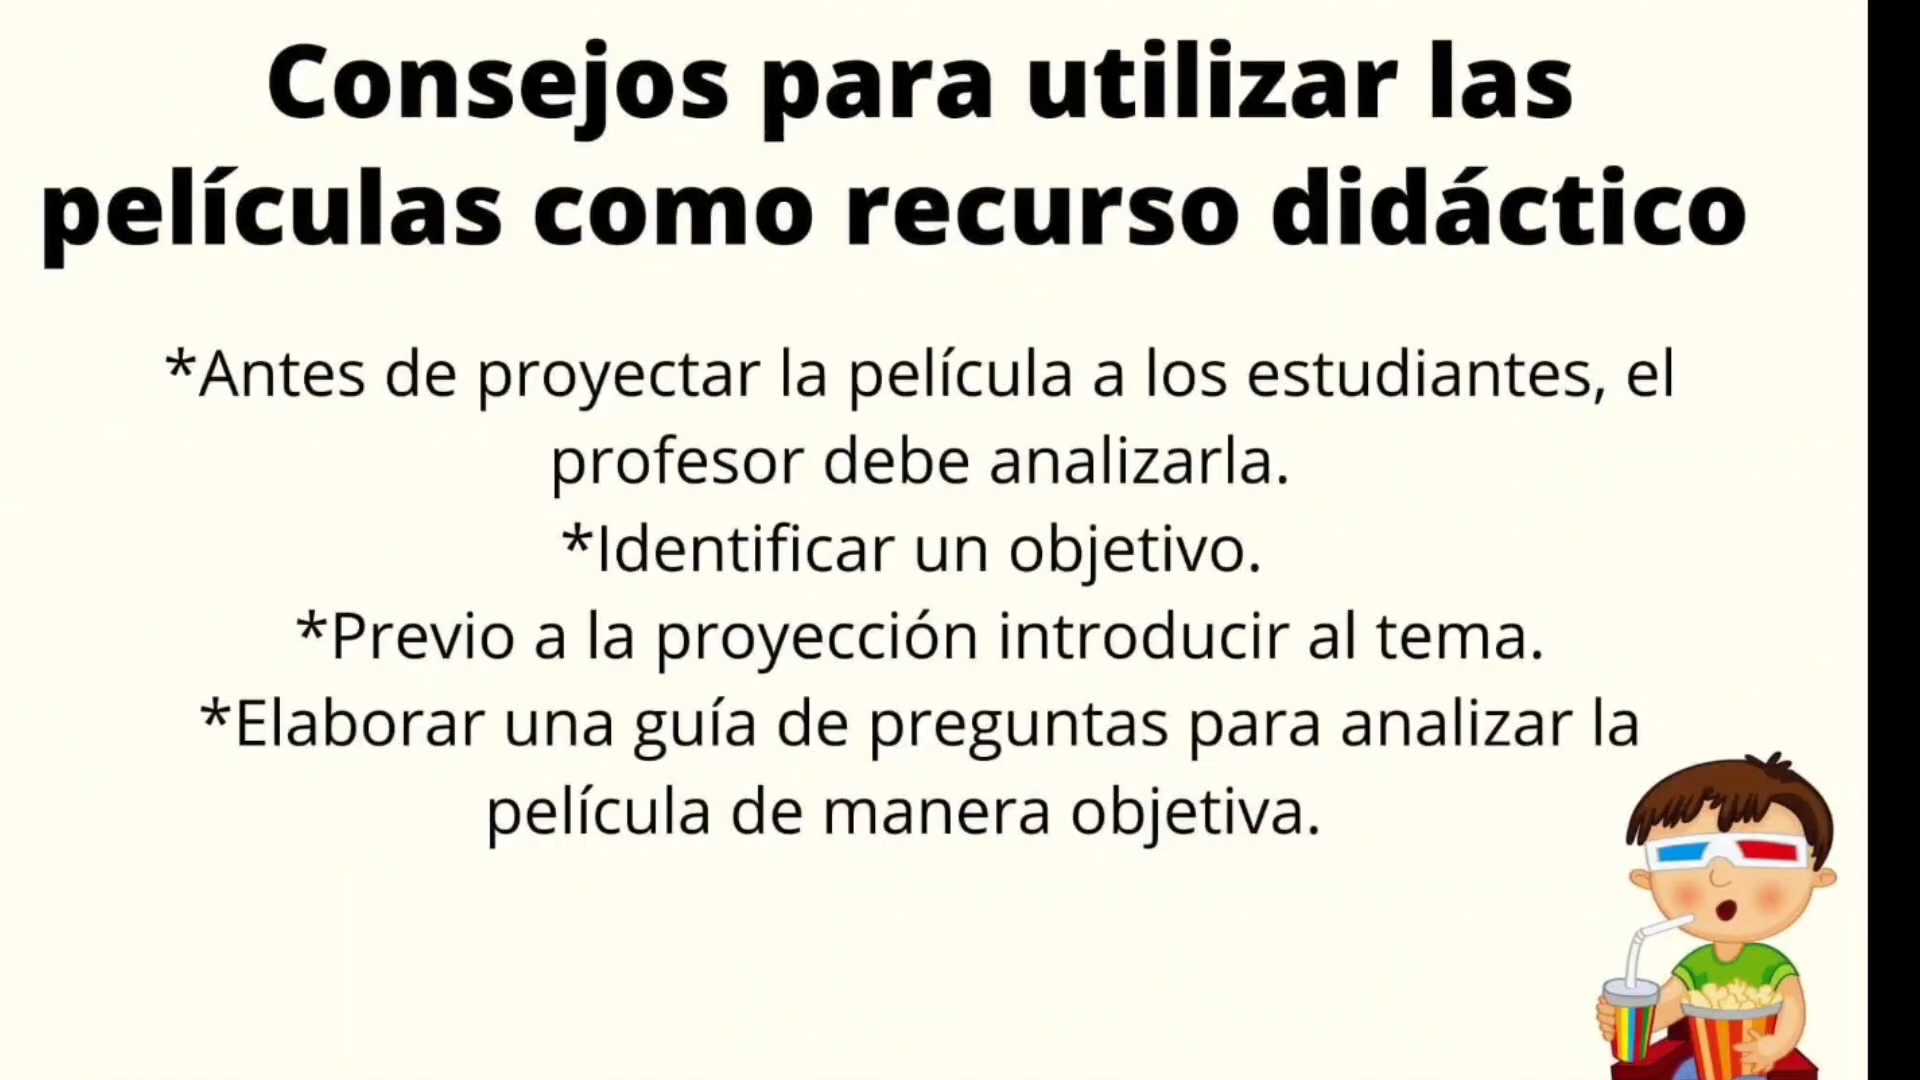 Consejos para utilizar las
películas como recurso didáctico
*Antes de proyectar la película a los estudiantes, el
profesor debe analizarla.
*Identificar un objetivo.
*Previo a la proyección introducir al tema.
*Elaborar una guía de preguntas para analizar la
película de manera objetiva.